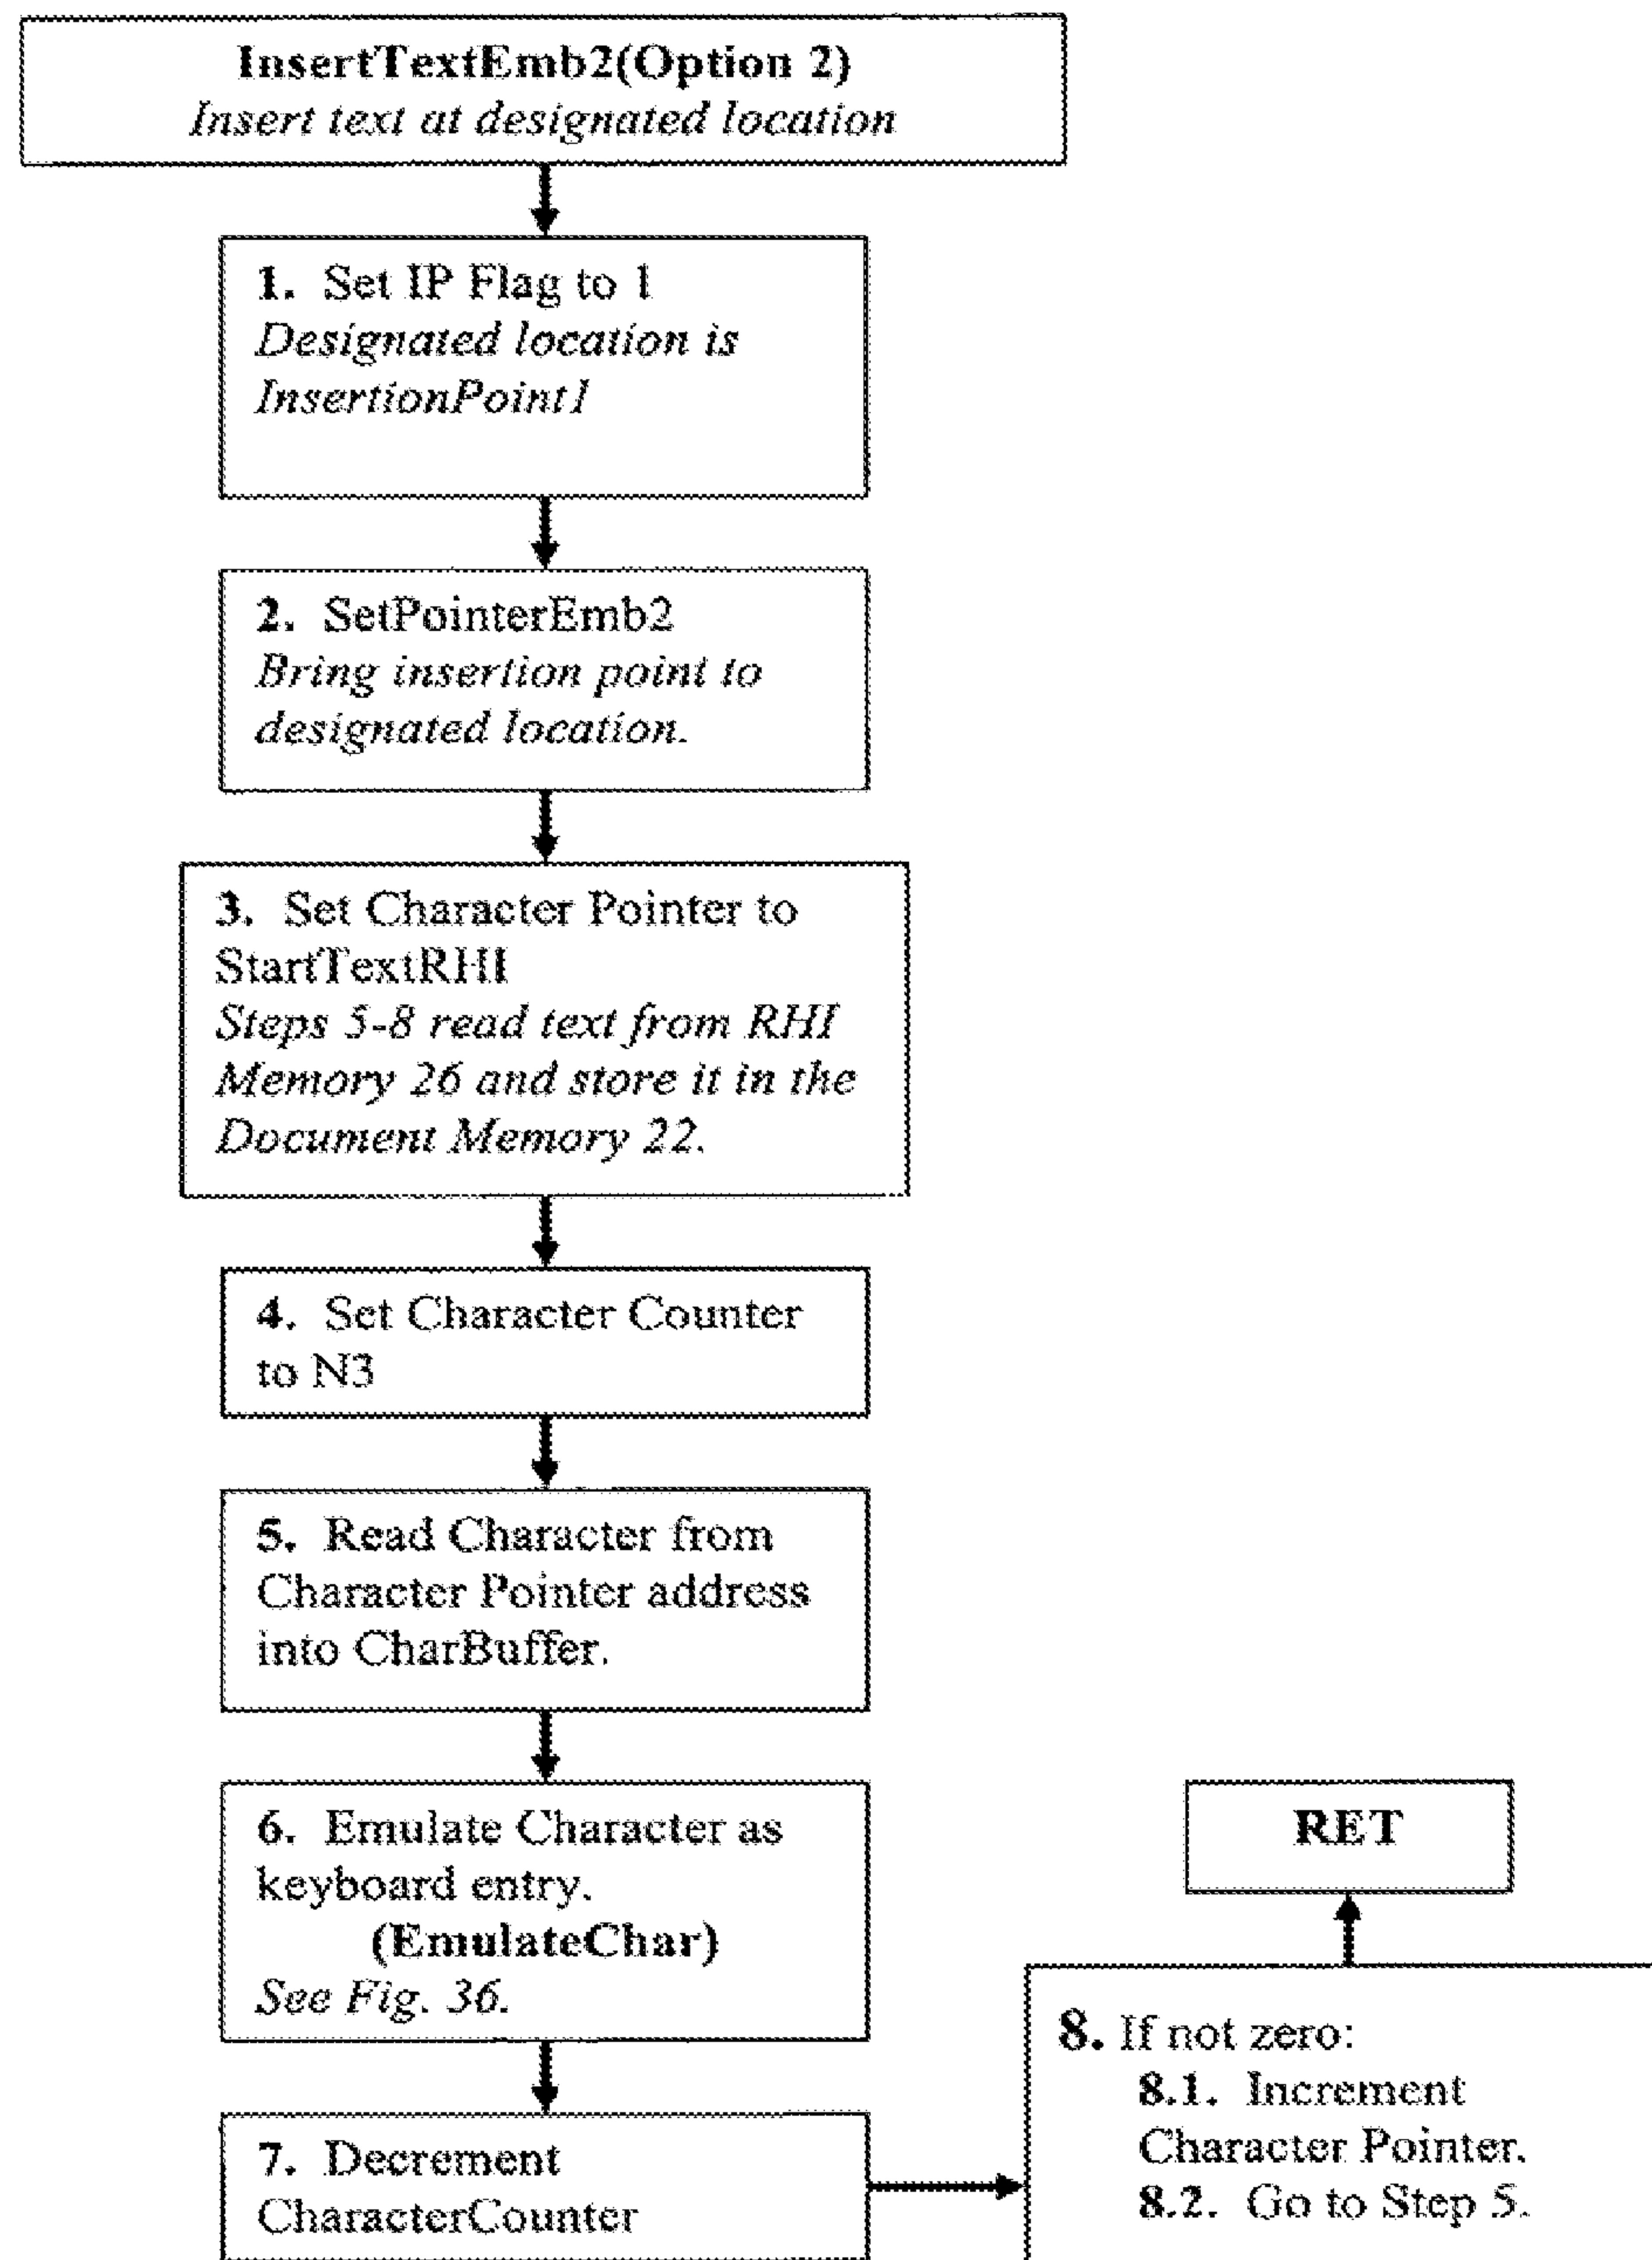 InsertTextEmb2(Option 2)
Insert text at designated location
1. Set IP Flag to 1
Designated location is
InsertionPoint1
2. SetPointerEmb2
Bring insertion point to
designated location.
3. Set Character Pointer to
StartTextRHI
Steps 5-8 read text from RHI
Memory 26 and store it in the
Document Memory 22.
4. Set Character Counter
to N3
5. Read Character from
Character Pointer address
into CharBuffer.
6. Emulate Character as
keyboard entry.
(EmulateChar)
See Fig. 36.
7. Decrement
CharacterCounter
8. If not zero:
8.1. Increment
Character Pointer.
8.2. Go to Step 5.
RET